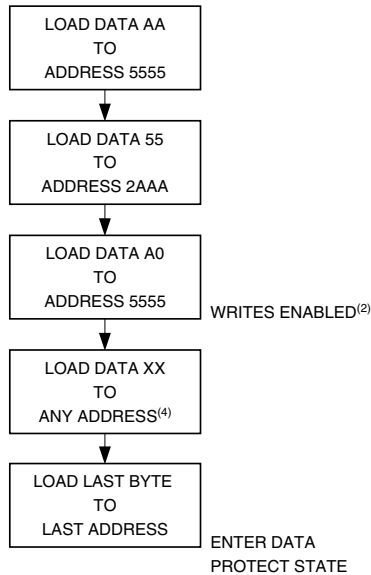 LOAD DATA AA
TO
ADDRESS 5555
LOAD DATA 55
TO
ADDRESS 2AAA
LOAD DATA A0
TO
ADDRESS 5555
WRITES ENABLED(2)
LOAD DATA XX
TO
ANY ADDRESS(4)
LOAD LAST BYTE
TO
LAST ADDRESS
ENTER DATA
PROTECT STATE